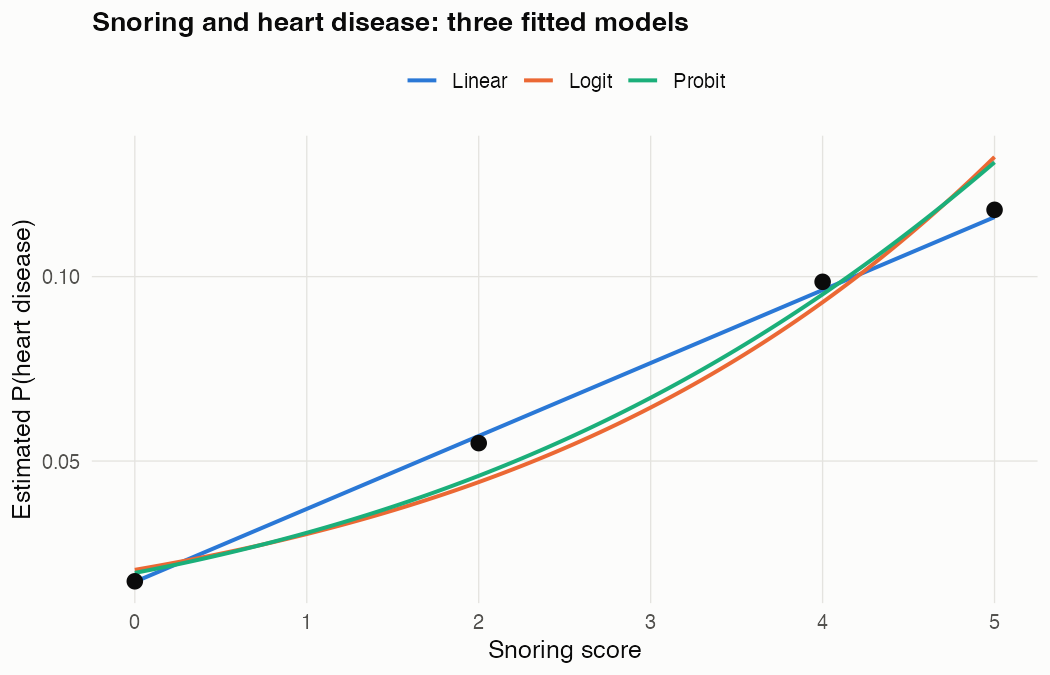 Snoring and heart disease: three fitted models
Linear Logit Probit
Estimated P(heart disease)
0.10
0.05
0 1 2 3 4 5
Snoring score